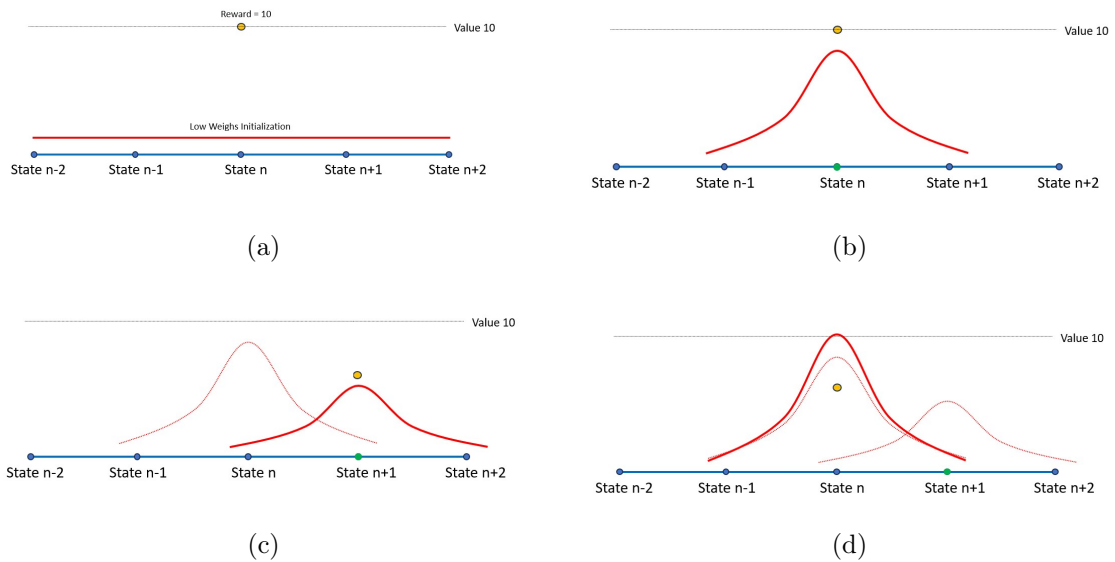 Reward = 10
Value 10
Low Weighs Initialization
State n-2 State n-1 State n State n+1 State n+2
(a)
Value 10
State n-2 State n-1 State n State n+1 State n+2
(b)
Value 10
State n-2 State n-1 State n State n+1 State n+2
(c)
Value 10
State n-2 State n-1 State n State n+1 State n+2
(d)